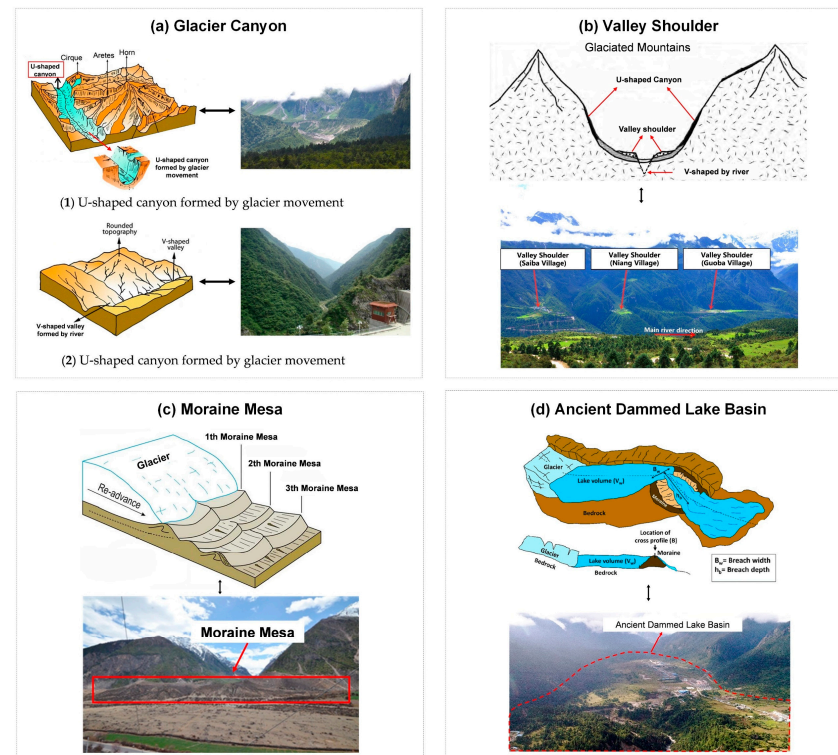 (a) Glacier Canyon
Cirque
Aretes
Horn
U-shaped
canyon
U-shaped canyon
formed by glacier
movement
(1) U-shaped canyon formed by glacier movement
Rounded
topography
V-shaped
valley
V-shaped valley
formed by river
(2) U-shaped canyon formed by glacier movement
(b) Valley Shoulder
Glaciated Mountains
U-shaped Canyon
Valley shoulder
V-shaped by river
Valley Shoulder
(Saiba Village)
Valley Shoulder
(Niang Village)
Valley Shoulder
(Guoba Village)
Main river direction
(c) Moraine Mesa
1th Moraine Mesa
Glacier
2th Moraine Mesa
3th Moraine Mesa
Re-advance
Moraine Mesa
(d) Ancient Dammed Lake Basin
Glacier
Lake volume (Vw)
Bedrock
Location of
cross profile (B)
Moraine
Glacier
Lake volume (Vw)
Bedrock
Bedrock
Bw= Breach width
hb= Breach depth
Ancient Dammed Lake Basin